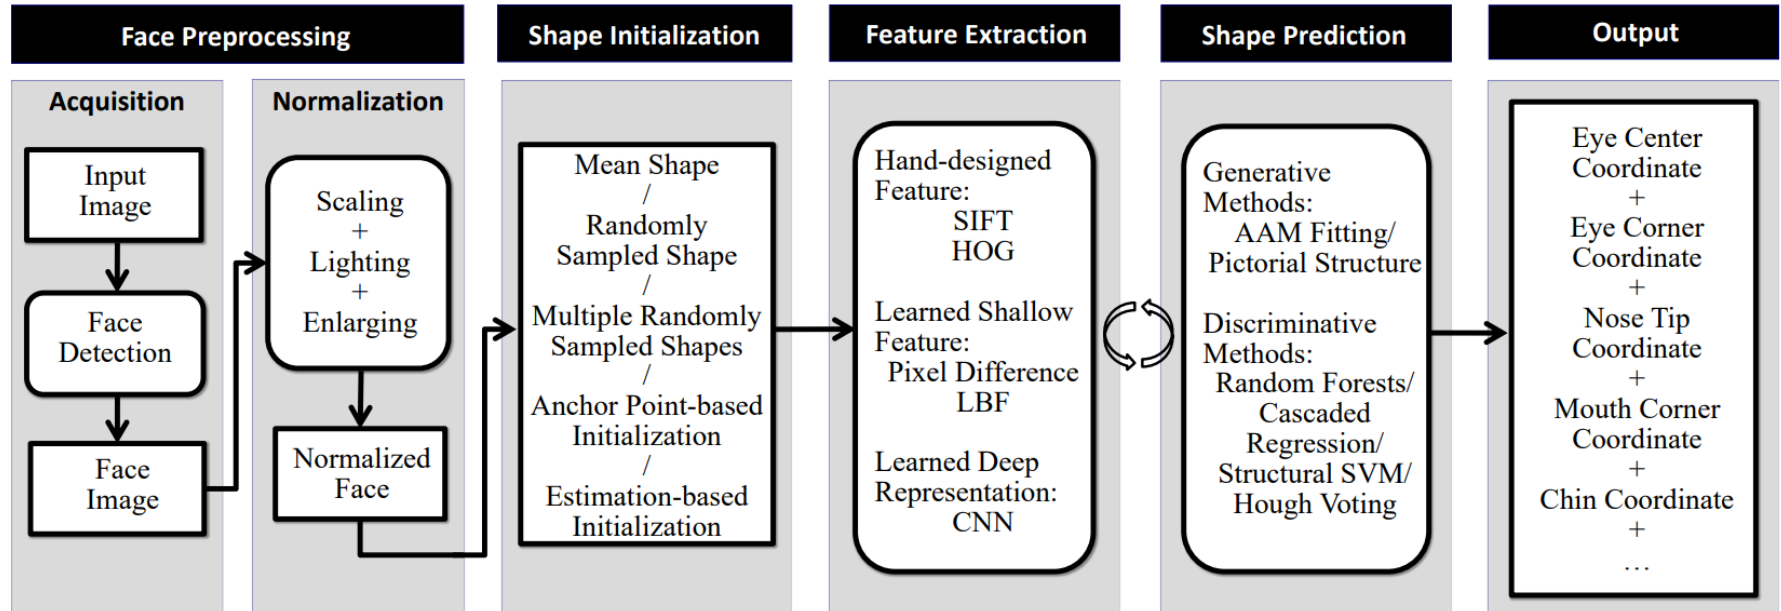 Face Preprocessing
Shape Initialization
Feature Extraction
Shape Prediction
Output
Acquisition
Input
Image
Face
Detection
Face
Image
Normalization
Scaling
+
Lighting
+
Enlarging
Normalized
Face
Mean Shape
/
Randomly
Sampled Shape
/
Multiple Randomly
Sampled Shapes
/
Anchor Point-based
Initialization
/
Estimation-based
Initialization
Hand-designed
Feature:
SIFT
HOG
Learned Shallow
Feature:
Pixel Difference
LBF
Learned Deep
Representation:
CNN
Generative
Methods:
AAM Fitting/
Pictorial Structure
Discriminative
Methods:
Random Forests/
Cascaded
Regression/
Structural SVM/
Hough Voting
Eye Center
Coordinate
+
Eye Corner
Coordinate
+
Nose Tip
Coordinate
+
Mouth Corner
Coordinate
+
Chin Coordinate
+
...